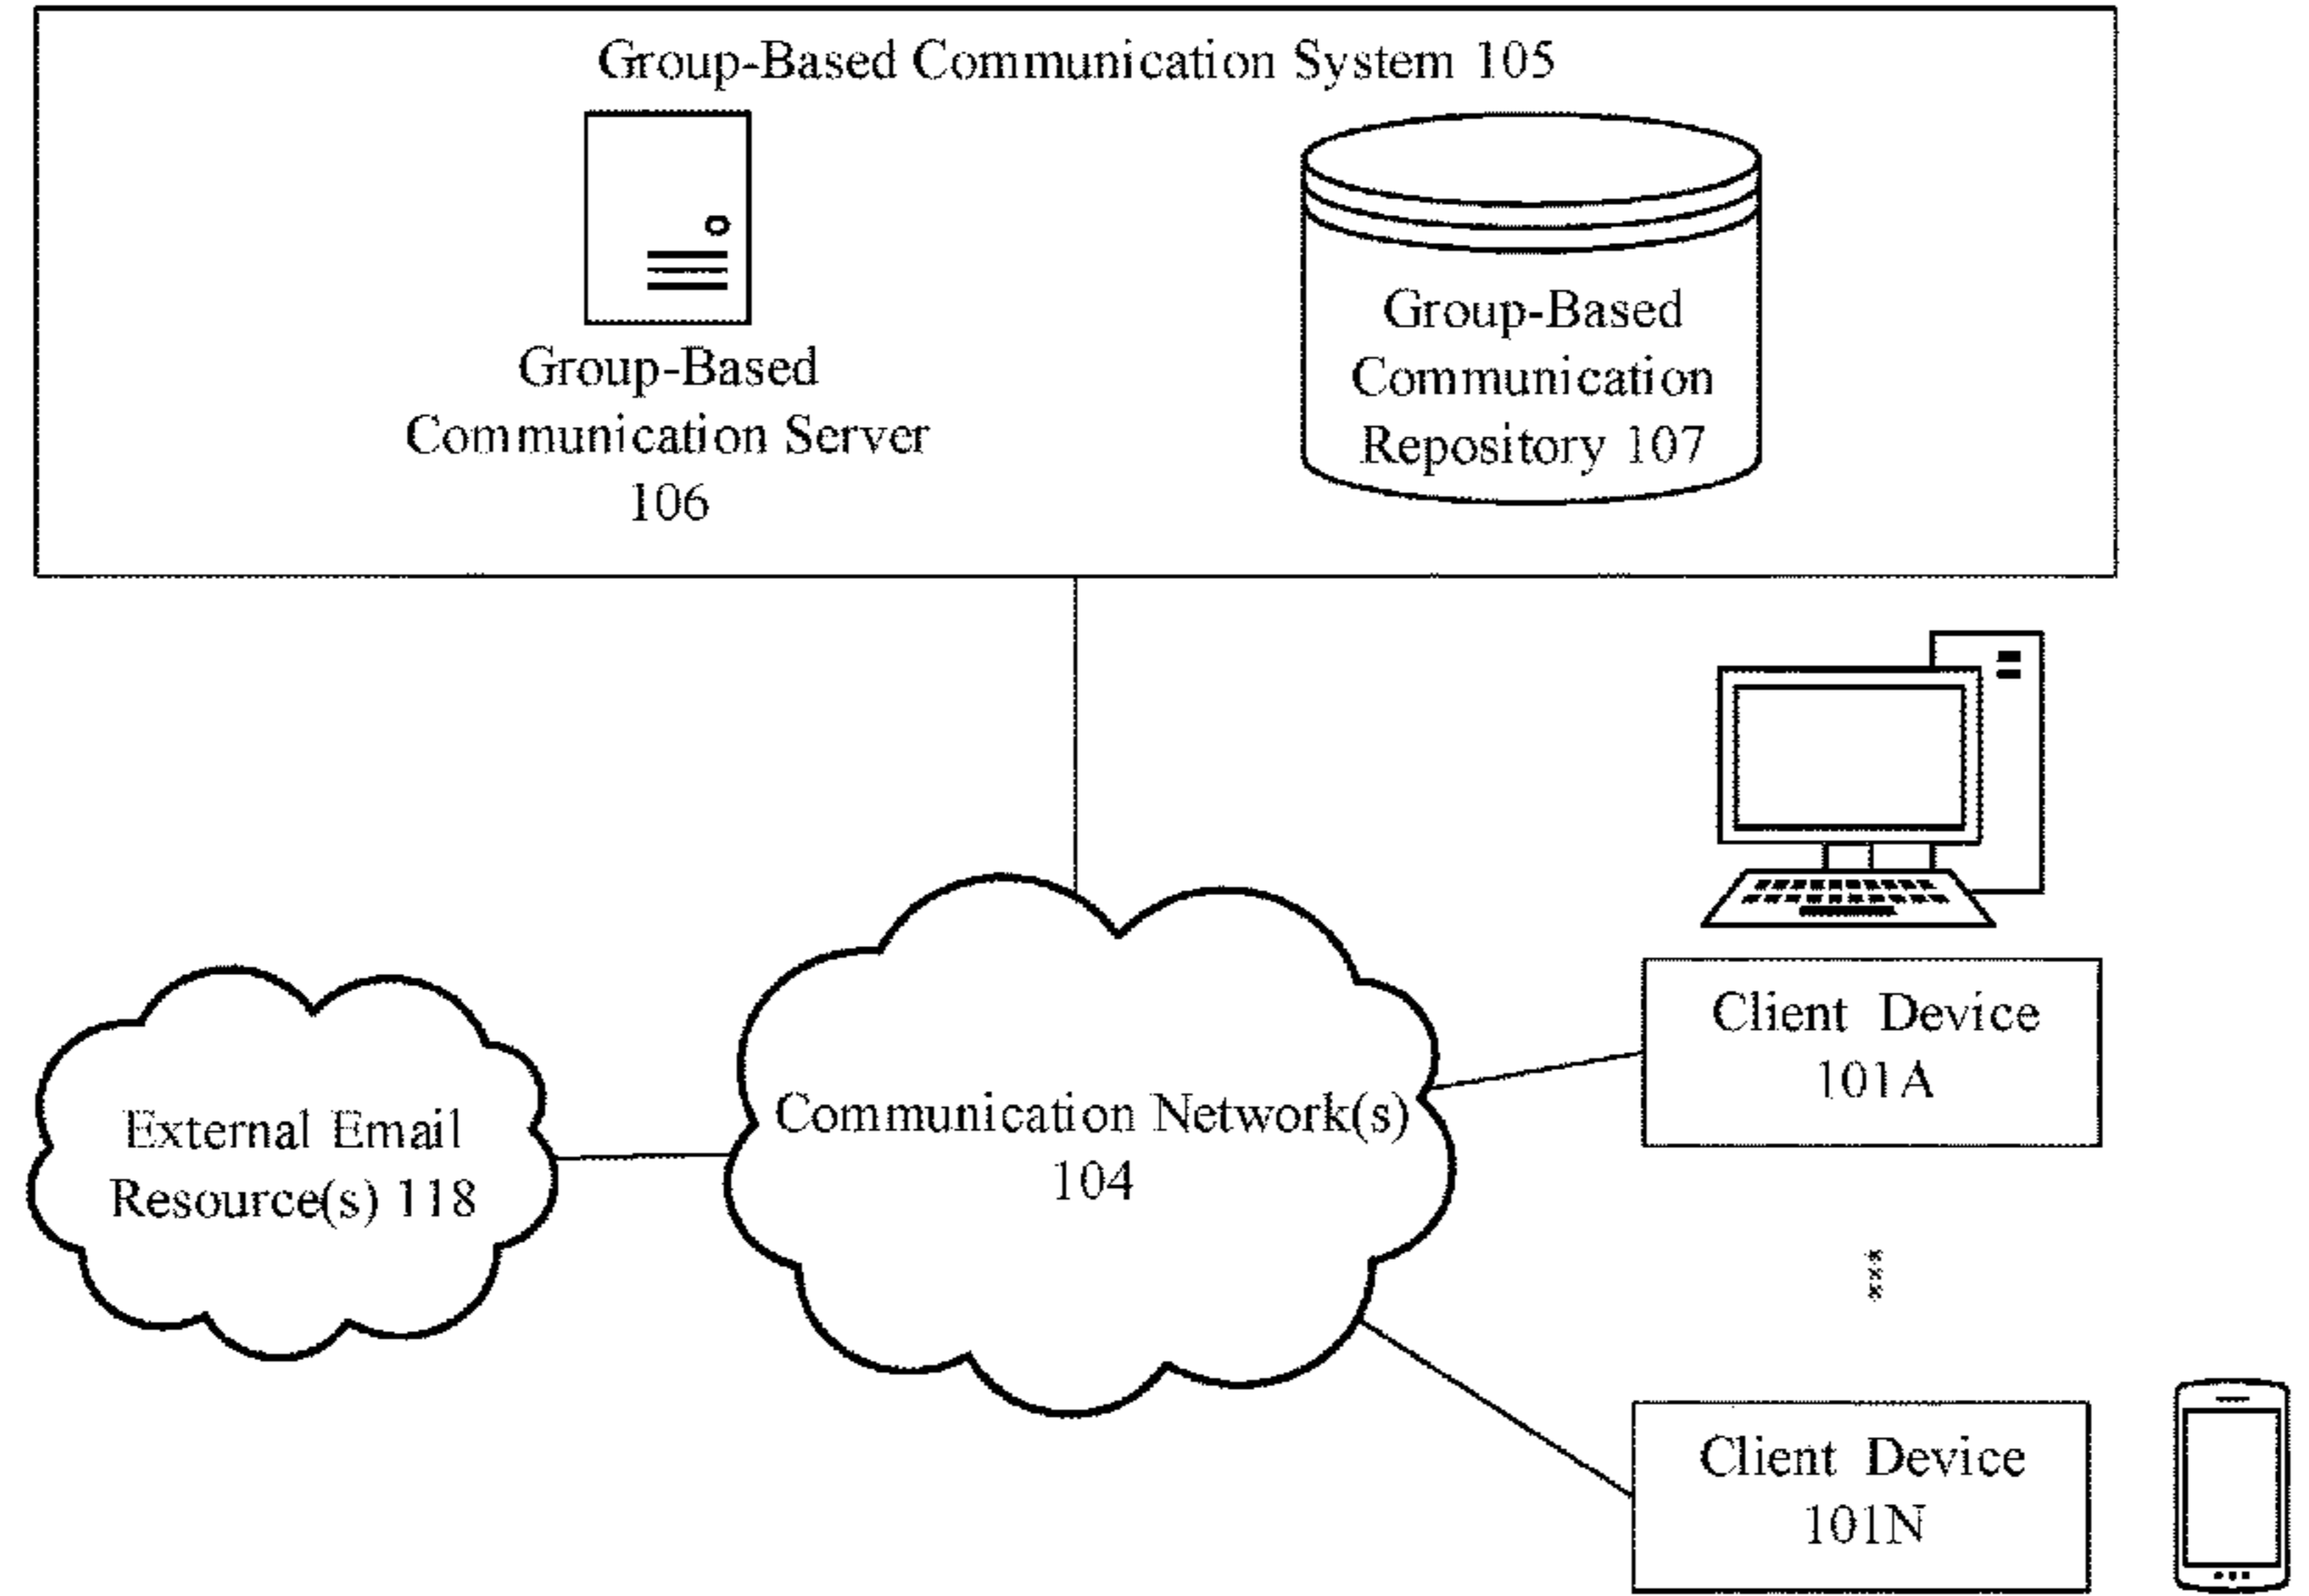 Group-Based Communication System 105
Group-Based
Communication Server
106
Group-Based
Communication
Repository 107
External Email
Resource(s) 118
Communication Network(s)
104
Client Device
101A
Client Device
101N